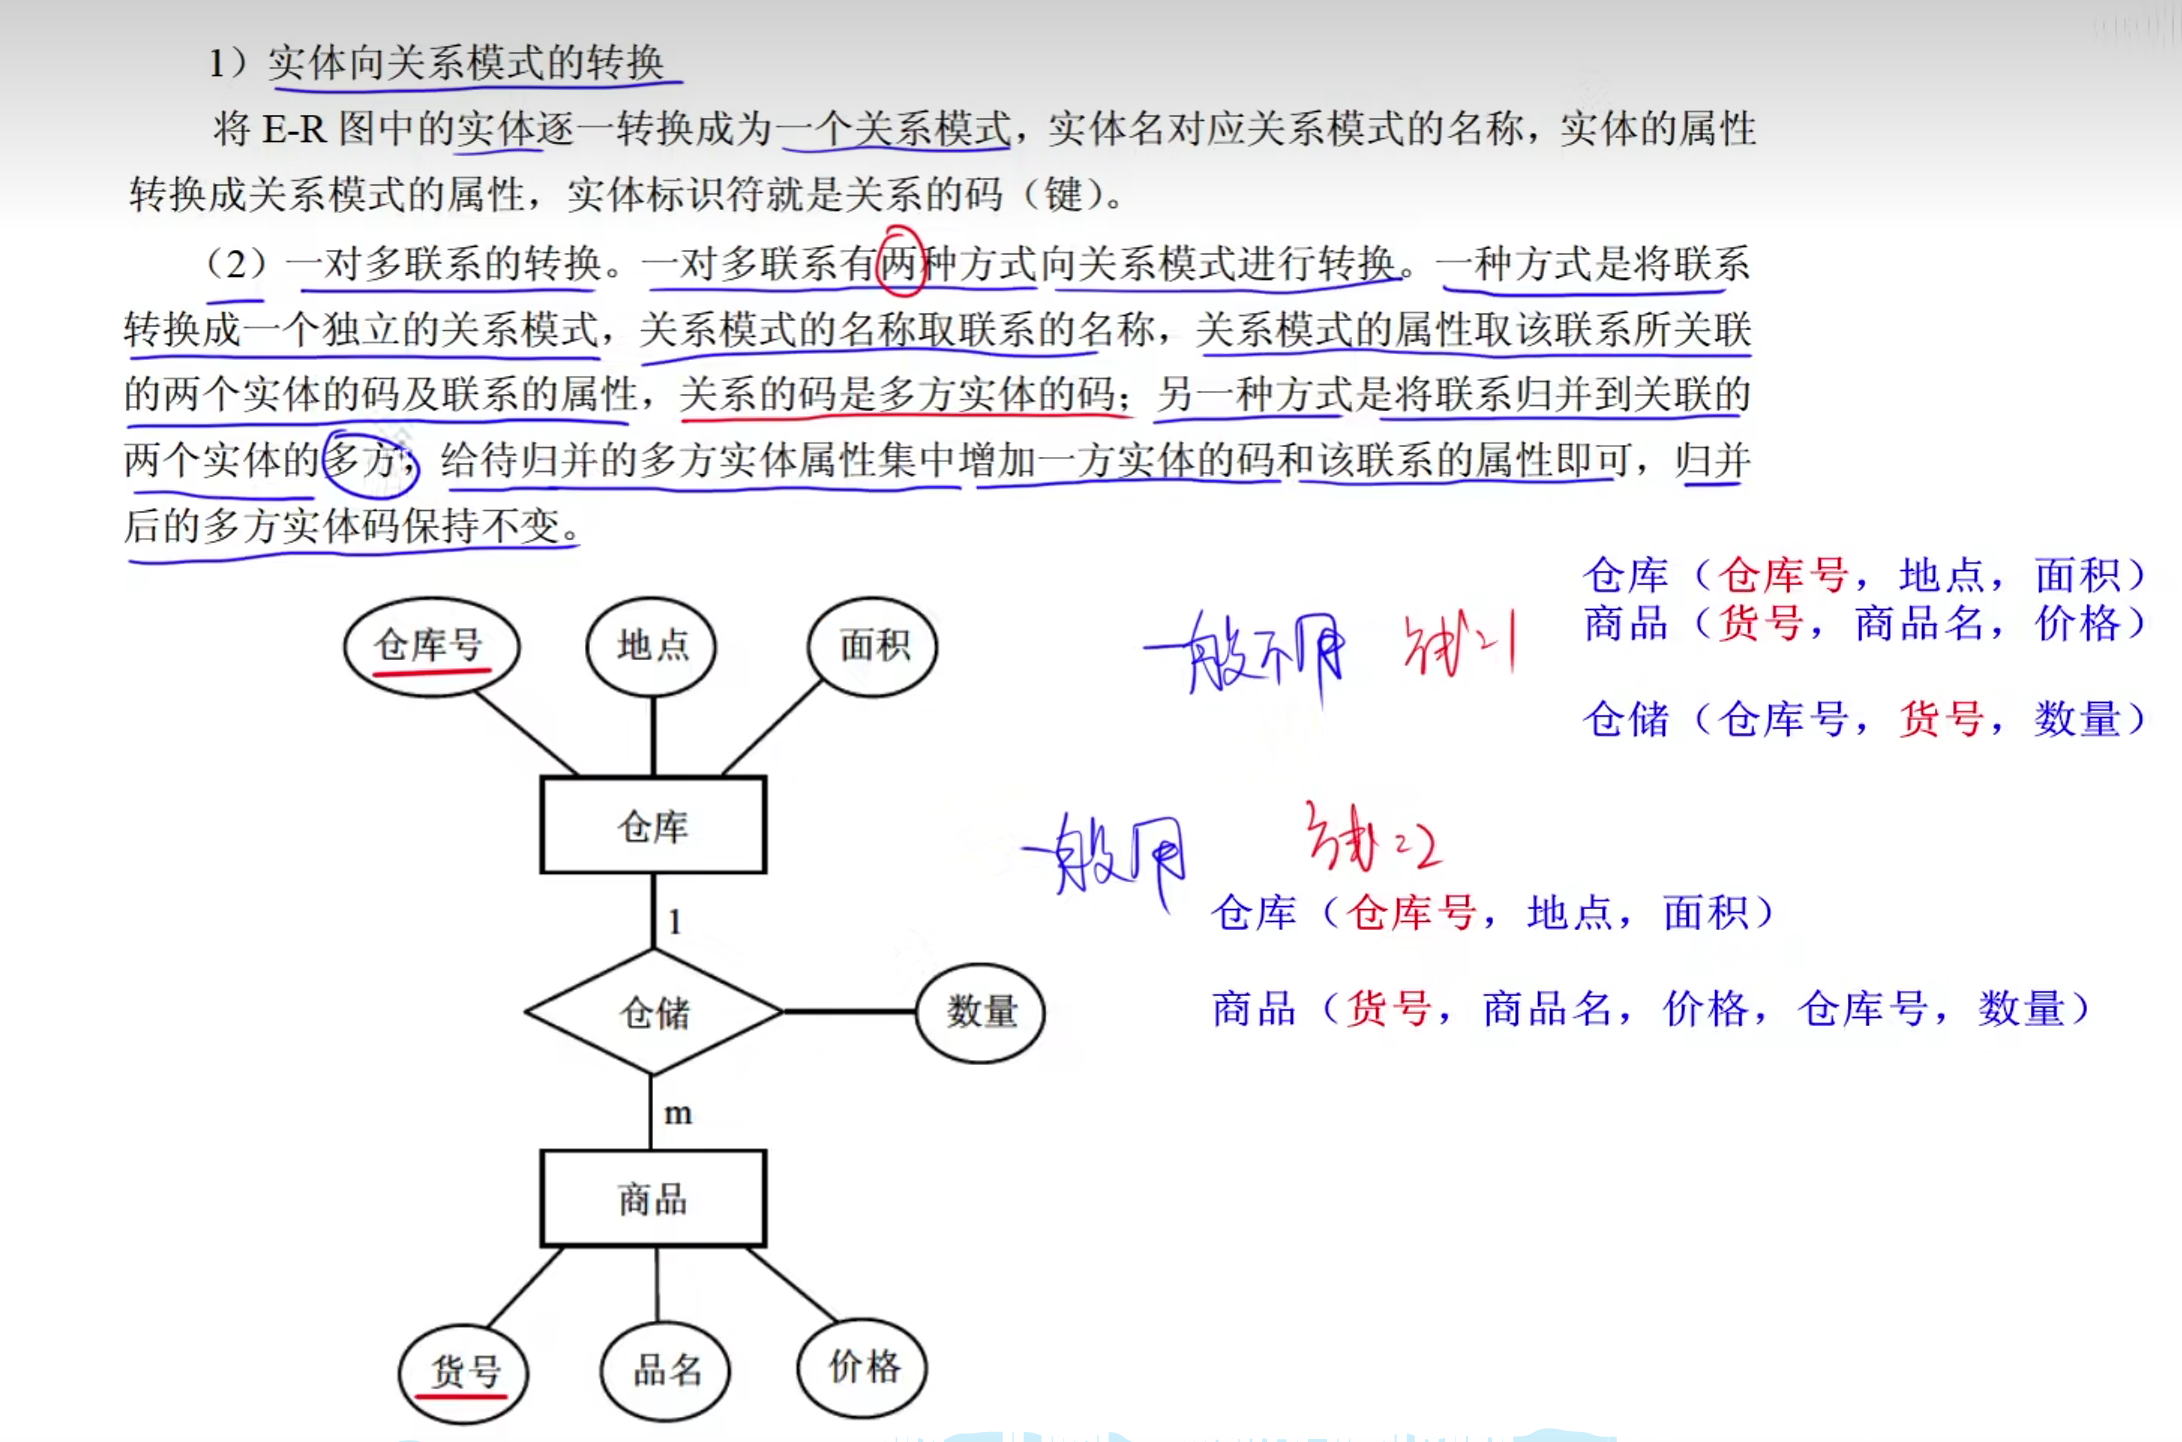 1）实体向关系模式的转换
将 E-R 图中的实体逐一转换成为一个关系模式，实体名对应关系模式的名称，实体的属性
转换成关系模式的属性，实体标识符就是关系的码（键）。
（2）一对多联系的转换。一对多联系有两种方式向关系模式进行转换。一种方式是将联系
转换成一个独立的关系模式，关系模式的名称取联系的名称，关系模式的属性取该联系所关联
的两个实体的码及联系的属性，关系的码是多方实体的码；另一种方式是将联系归并到关联的
两个实体的多方，给待归并的多方实体属性集中增加一方实体的码和该联系的属性即可，归并
后的多方实体码保持不变。
仓库（仓库号，地点，面积）
商品（货号，商品名，价格）
仓储（仓库号，货号，数量）
一般不用 方式二1
一般用 方式二2
仓库（仓库号，地点，面积）
商品（货号，商品名，价格，仓库号，数量）
仓库号 地点 面积
仓库
1
仓储 数量
m
商品
货号 品名 价格